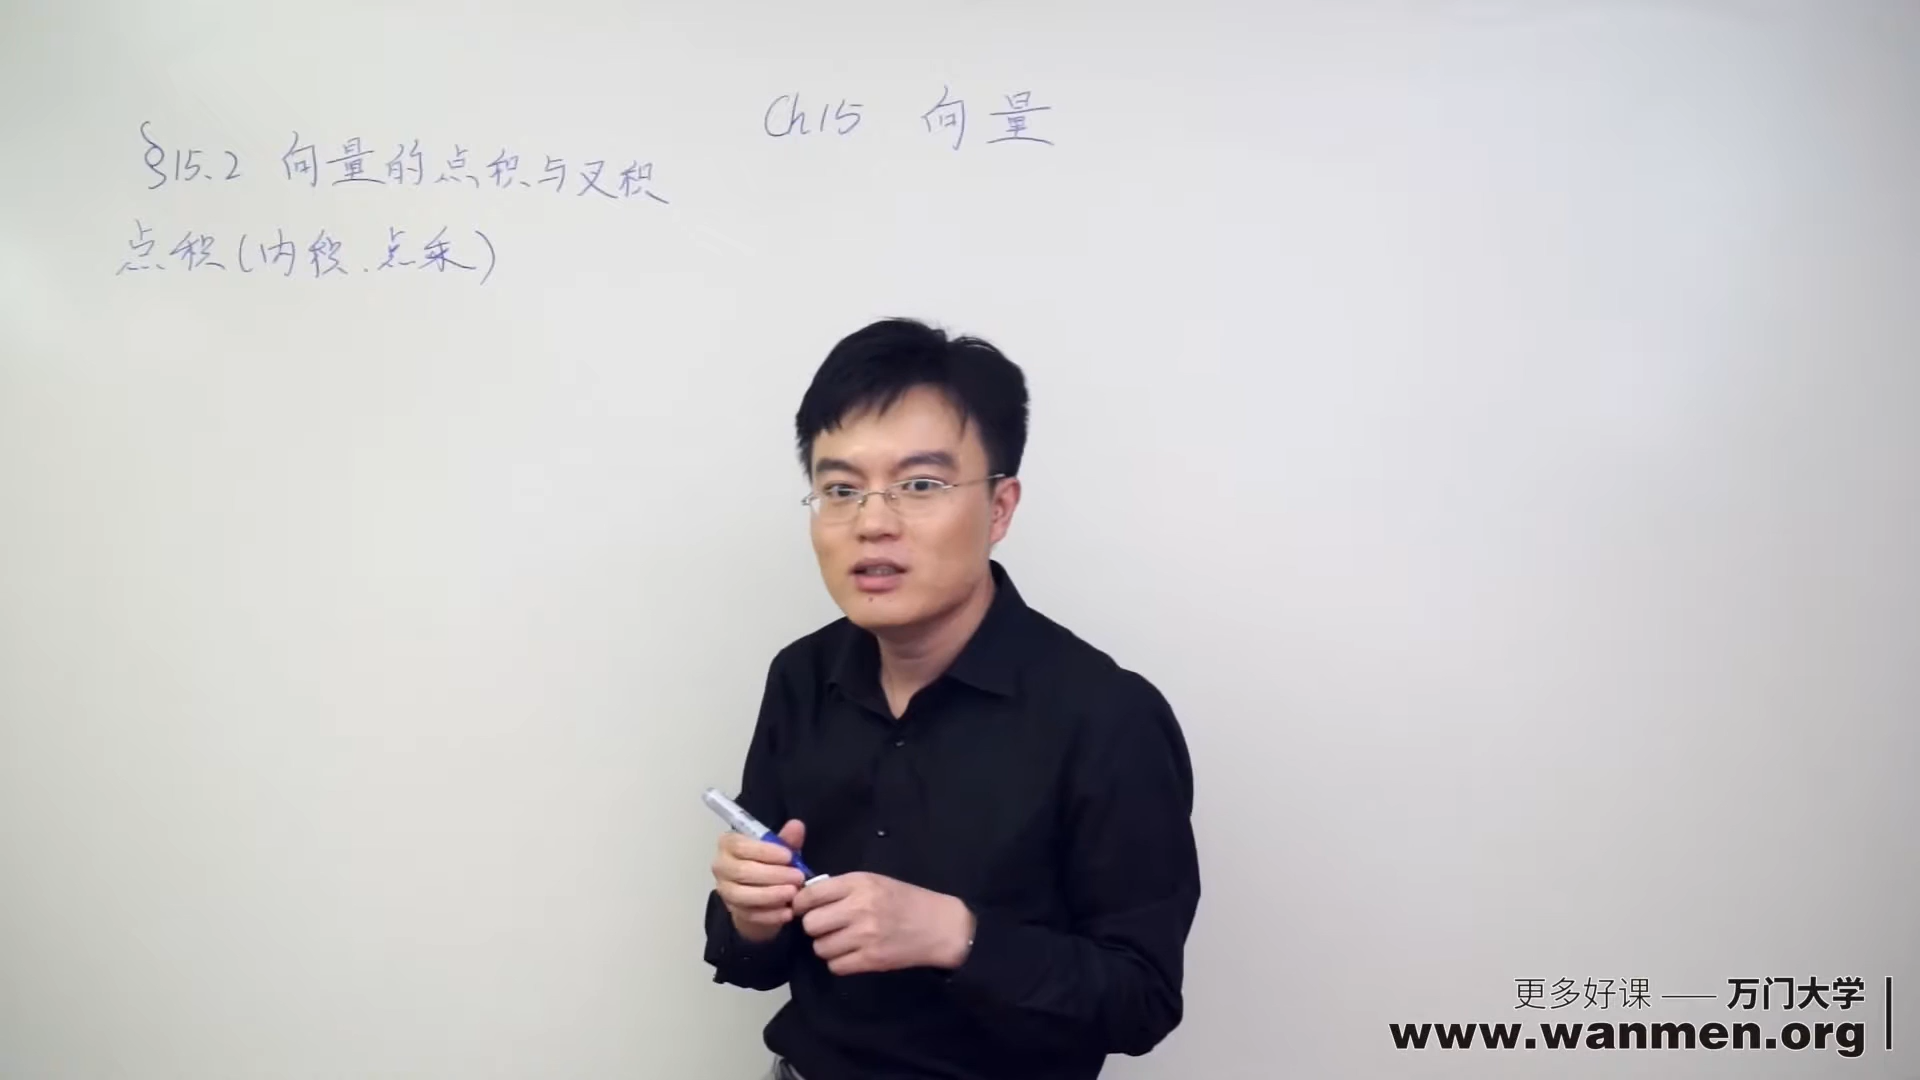 Ch15 向量
§15.2 向量的点积与叉积
点积(内积、点乘)
更多好课 —— 万门大学
www.wanmen.org